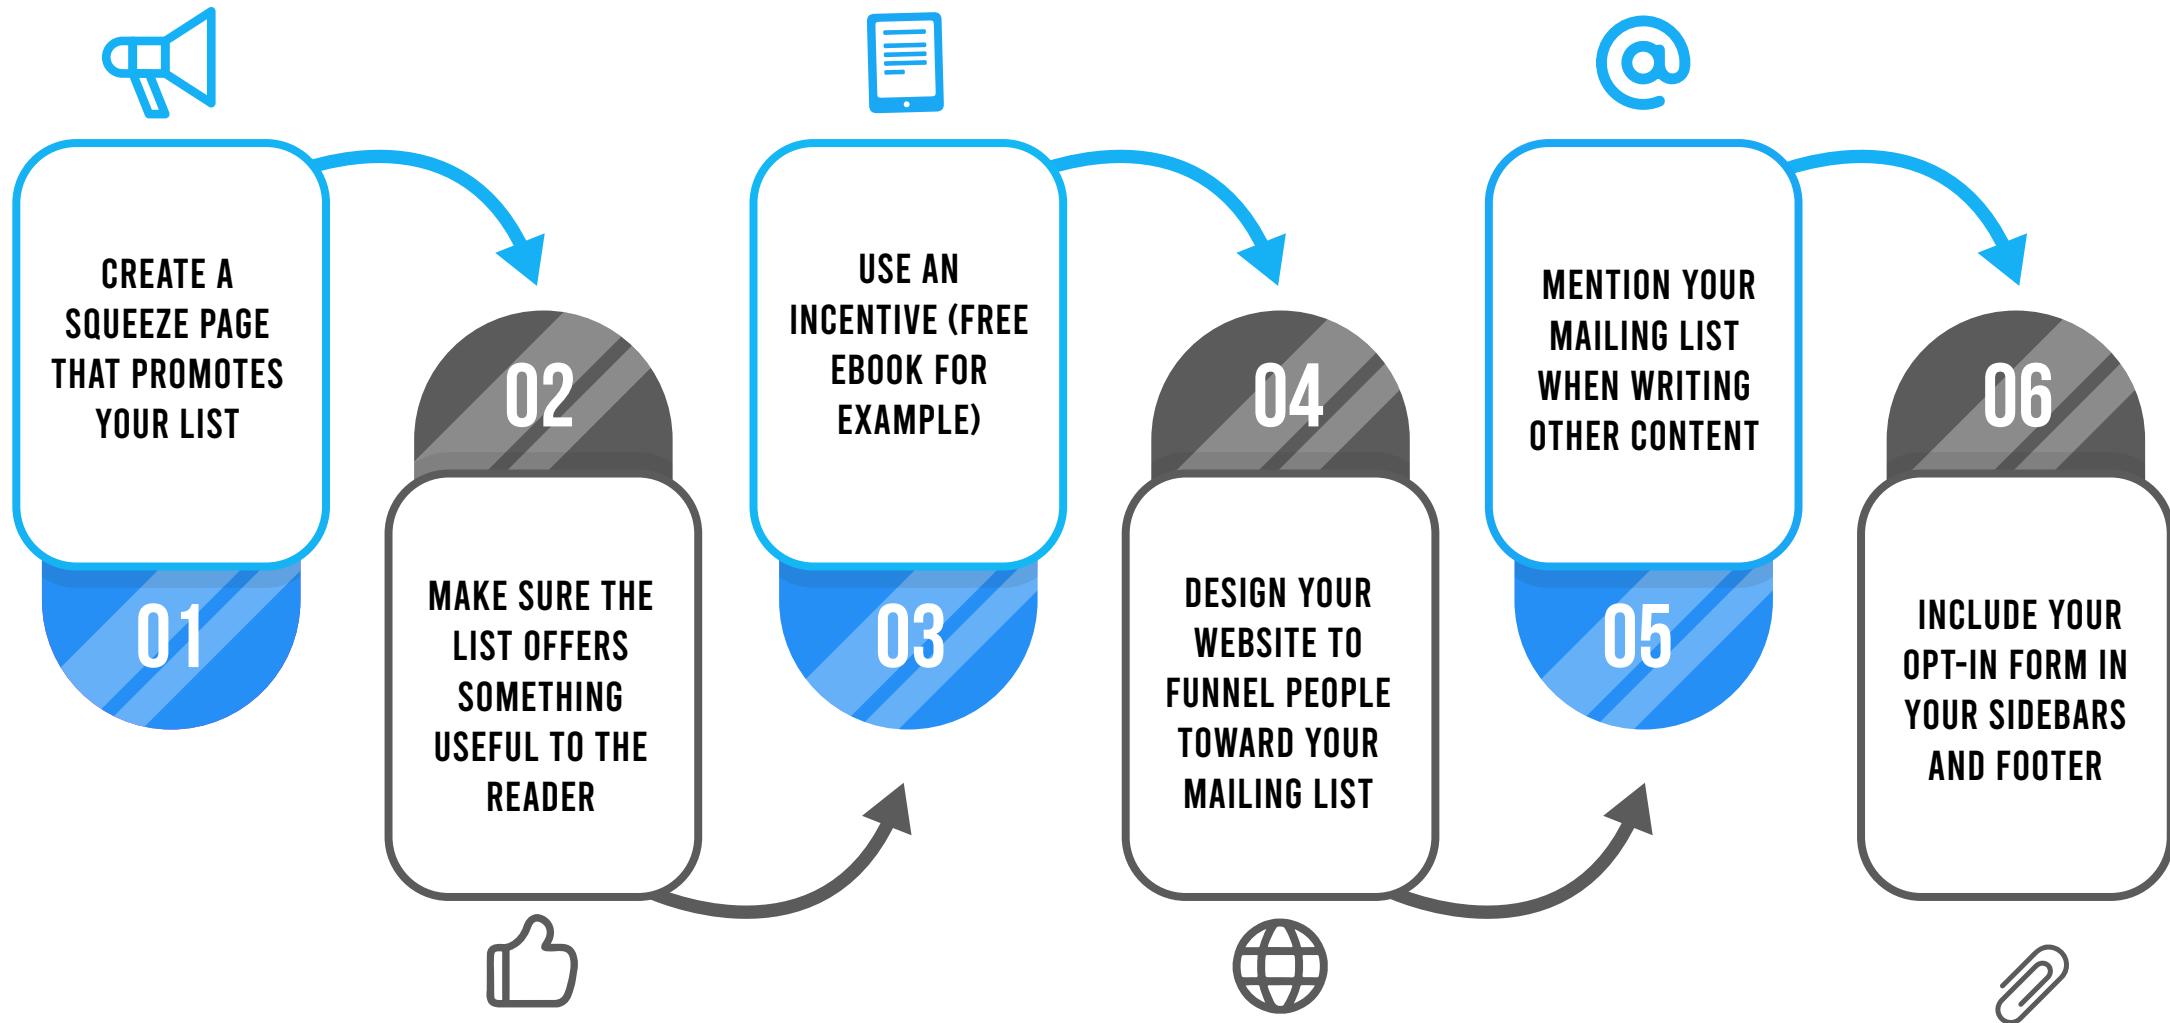 CREATE A
SQUEEZE PAGE
THAT PROMOTES
YOUR LIST
01
02
MAKE SURE THE
LIST OFFERS
SOMETHING
USEFUL TO THE
READER
USE AN
INCENTIVE (FREE
EBOOK FOR
EXAMPLE)
03
04
DESIGN YOUR
WEBSITE TO
FUNNEL PEOPLE
TOWARD YOUR
MAILING LIST
@
MENTION YOUR
MAILING LIST
WHEN WRITING
OTHER CONTENT
05
06
INCLUDE YOUR
OPT-IN FORM IN
YOUR SIDEBARS
AND FOOTER